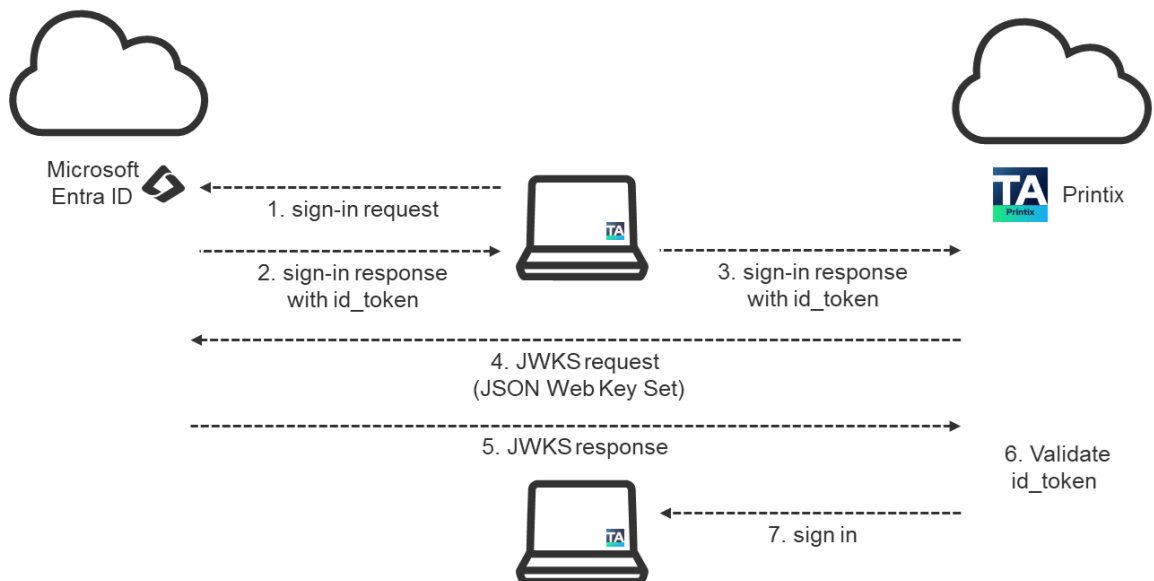 Microsoft
Entra ID
TA
Printix
Printix
1. sign-in request
TA
2. sign-in response
with id_token
3. sign-in response
with id_token
4. JWKS request
(JSON Web Key Set)
5. JWKS response
6. Validate
id_token
TA
7. sign in